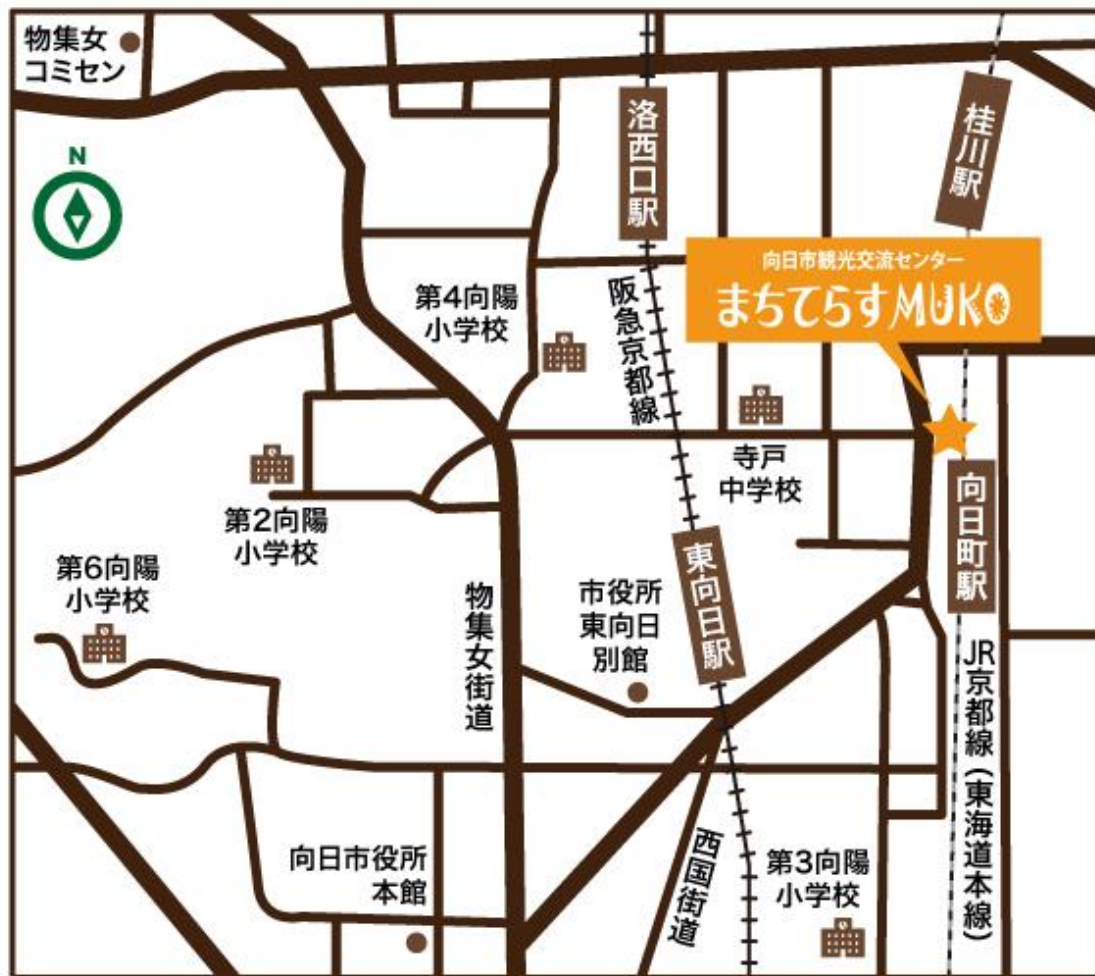 物集女
コミセン
N
洛西口駅
桂川駅
向日市観光交流センター
まちてらすMUKO
第4向陽
小学校
阪急京都線
寺戸
中学校
第2向陽
小学校
向日町駅
第6向陽
小学校
物集女街道
市役所
東向日
別館
東向日駅
JR京都線(東海道本線)
向日市役所
本館
西国街道
第3向陽
小学校